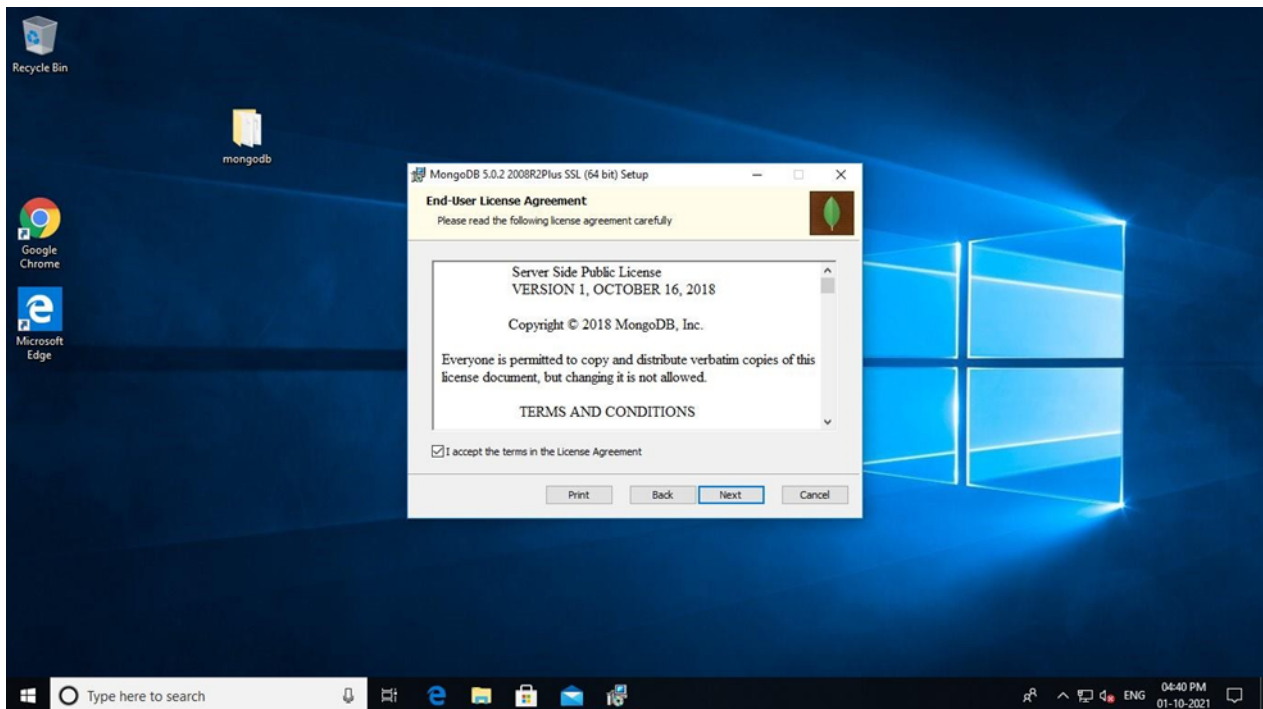 Recycle Bin
mongodb
Google
Chrome
Microsoft
Edge
MongoDB 5.0.2 2008R2Plus SSL (64 bit) Setup
End-User License Agreement
Please read the following license agreement carefully
Server Side Public License
VERSION 1, OCTOBER 16, 2018
Copyright © 2018 MongoDB, Inc.
Everyone is permitted to copy and distribute verbatim copies of this
license document, but changing it is not allowed.
TERMS AND CONDITIONS
I accept the terms in the License Agreement
Print Back Next Cancel
Type here to search
ENG
04:40 PM
01-10-2021